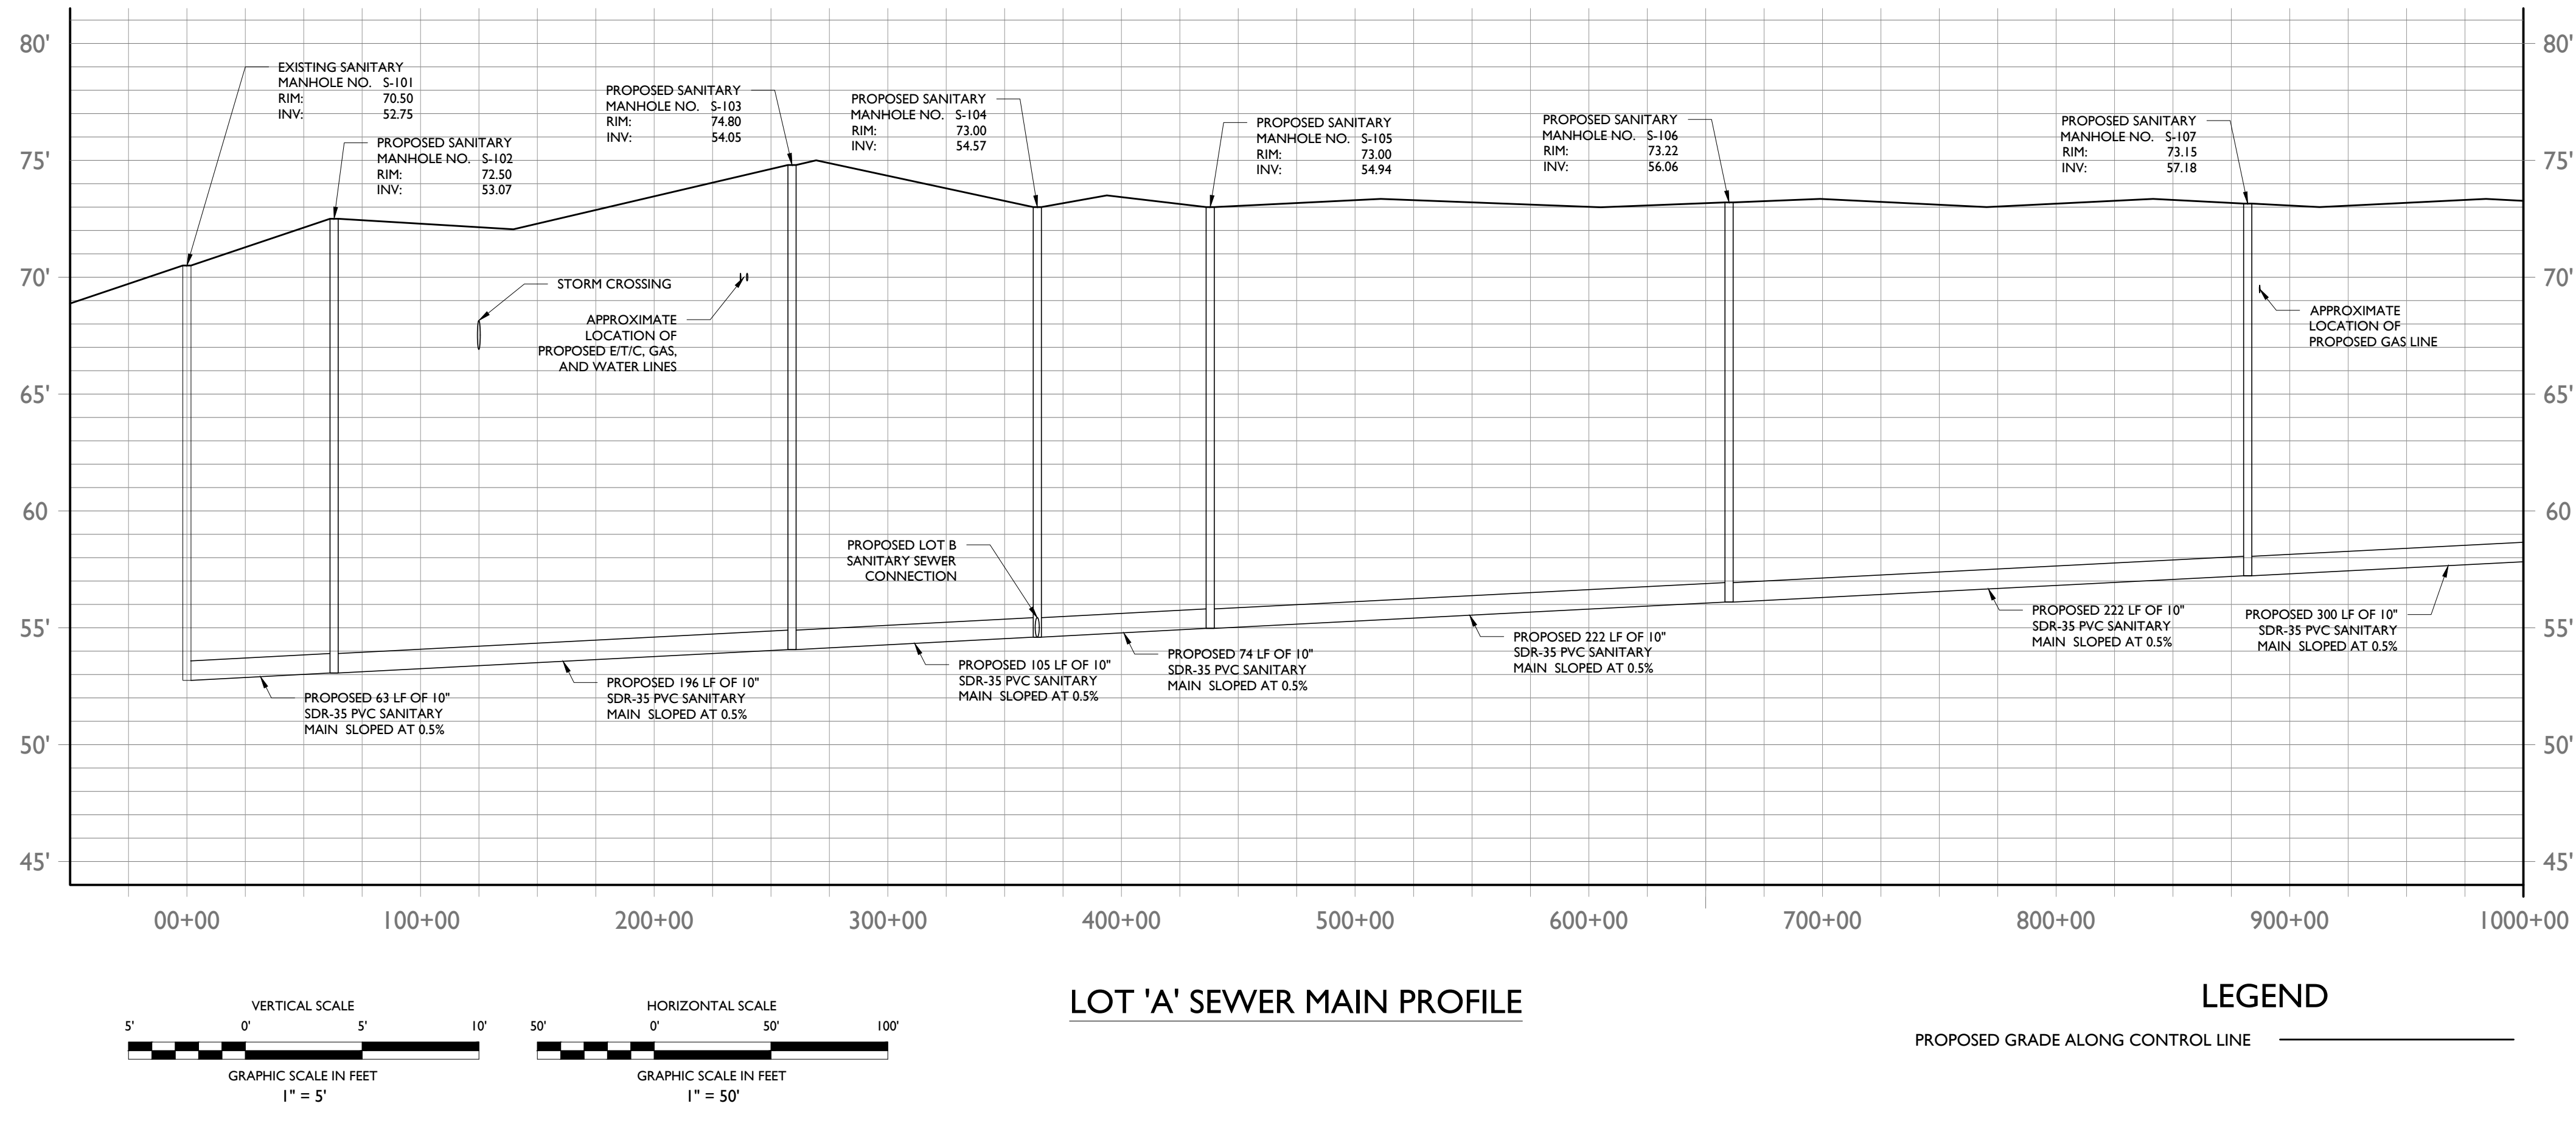 80'
75'
70'
65'
60
55'
50'
45'
EXISTING SANITARY
MANHOLE NO. S-101
RIM: 70.50
INV: 52.75
PROPOSED SANITARY
MANHOLE NO. S-102
RIM: 72.50
INV: 53.07
PROPOSED SANITARY
MANHOLE NO. S-103
RIM: 74.80
INV: 54.05
PROPOSED SANITARY
MANHOLE NO. S-104
RIM: 73.00
INV: 54.57
PROPOSED SANITARY
MANHOLE NO. S-105
RIM: 73.00
INV: 54.94
PROPOSED SANITARY
MANHOLE NO. S-106
RIM: 73.22
INV: 56.06
PROPOSED SANITARY
MANHOLE NO. S-107
RIM: 73.15
INV: 57.18
80'
75'
70'
65'
60
55'
50'
45'
STORM CROSSING
APPROXIMATE
LOCATION OF
PROPOSED E/T/C, GAS,
AND WATER LINES
APPROXIMATE
LOCATION OF
PROPOSED GAS LINE
PROPOSED LOT B
SANITARY SEWER
CONNECTION
PROPOSED 63 LF OF 10"
SDR-35 PVC SANITARY
MAIN SLOPED AT 0.5%
PROPOSED 196 LF OF 10"
SDR-35 PVC SANITARY
MAIN SLOPED AT 0.5%
PROPOSED 105 LF OF 10"
SDR-35 PVC SANITARY
MAIN SLOPED AT 0.5%
PROPOSED 74 LF OF 10"
SDR-35 PVC SANITARY
MAIN SLOPED AT 0.5%
PROPOSED 222 LF OF 10"
SDR-35 PVC SANITARY
MAIN SLOPED AT 0.5%
PROPOSED 222 LF OF 10"
SDR-35 PVC SANITARY
MAIN SLOPED AT 0.5%
PROPOSED 300 LF OF 10"
SDR-35 PVC SANITARY
MAIN SLOPED AT 0.5%
00+00 100+00 200+00 300+00 400+00 500+00 600+00 700+00 800+00 900+00 1000+00
VERTICAL SCALE
5' 0' 5' 10'
GRAPHIC SCALE IN FEET
1" = 5'
HORIZONTAL SCALE
50' 0' 50' 100'
GRAPHIC SCALE IN FEET
1" = 50'
LOT 'A' SEWER MAIN PROFILE
LEGEND
PROPOSED GRADE ALONG CONTROL LINE